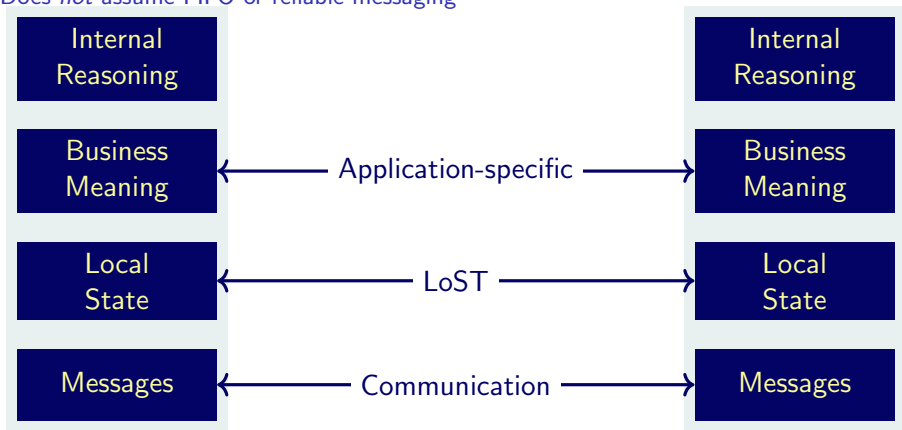 Does not assume FIFO or reliable messaging
Internal
Reasoning
Internal
Reasoning
Business
Meaning
Application-specific
Business
Meaning
Local
State
LoST
Local
State
Messages
Communication
Messages